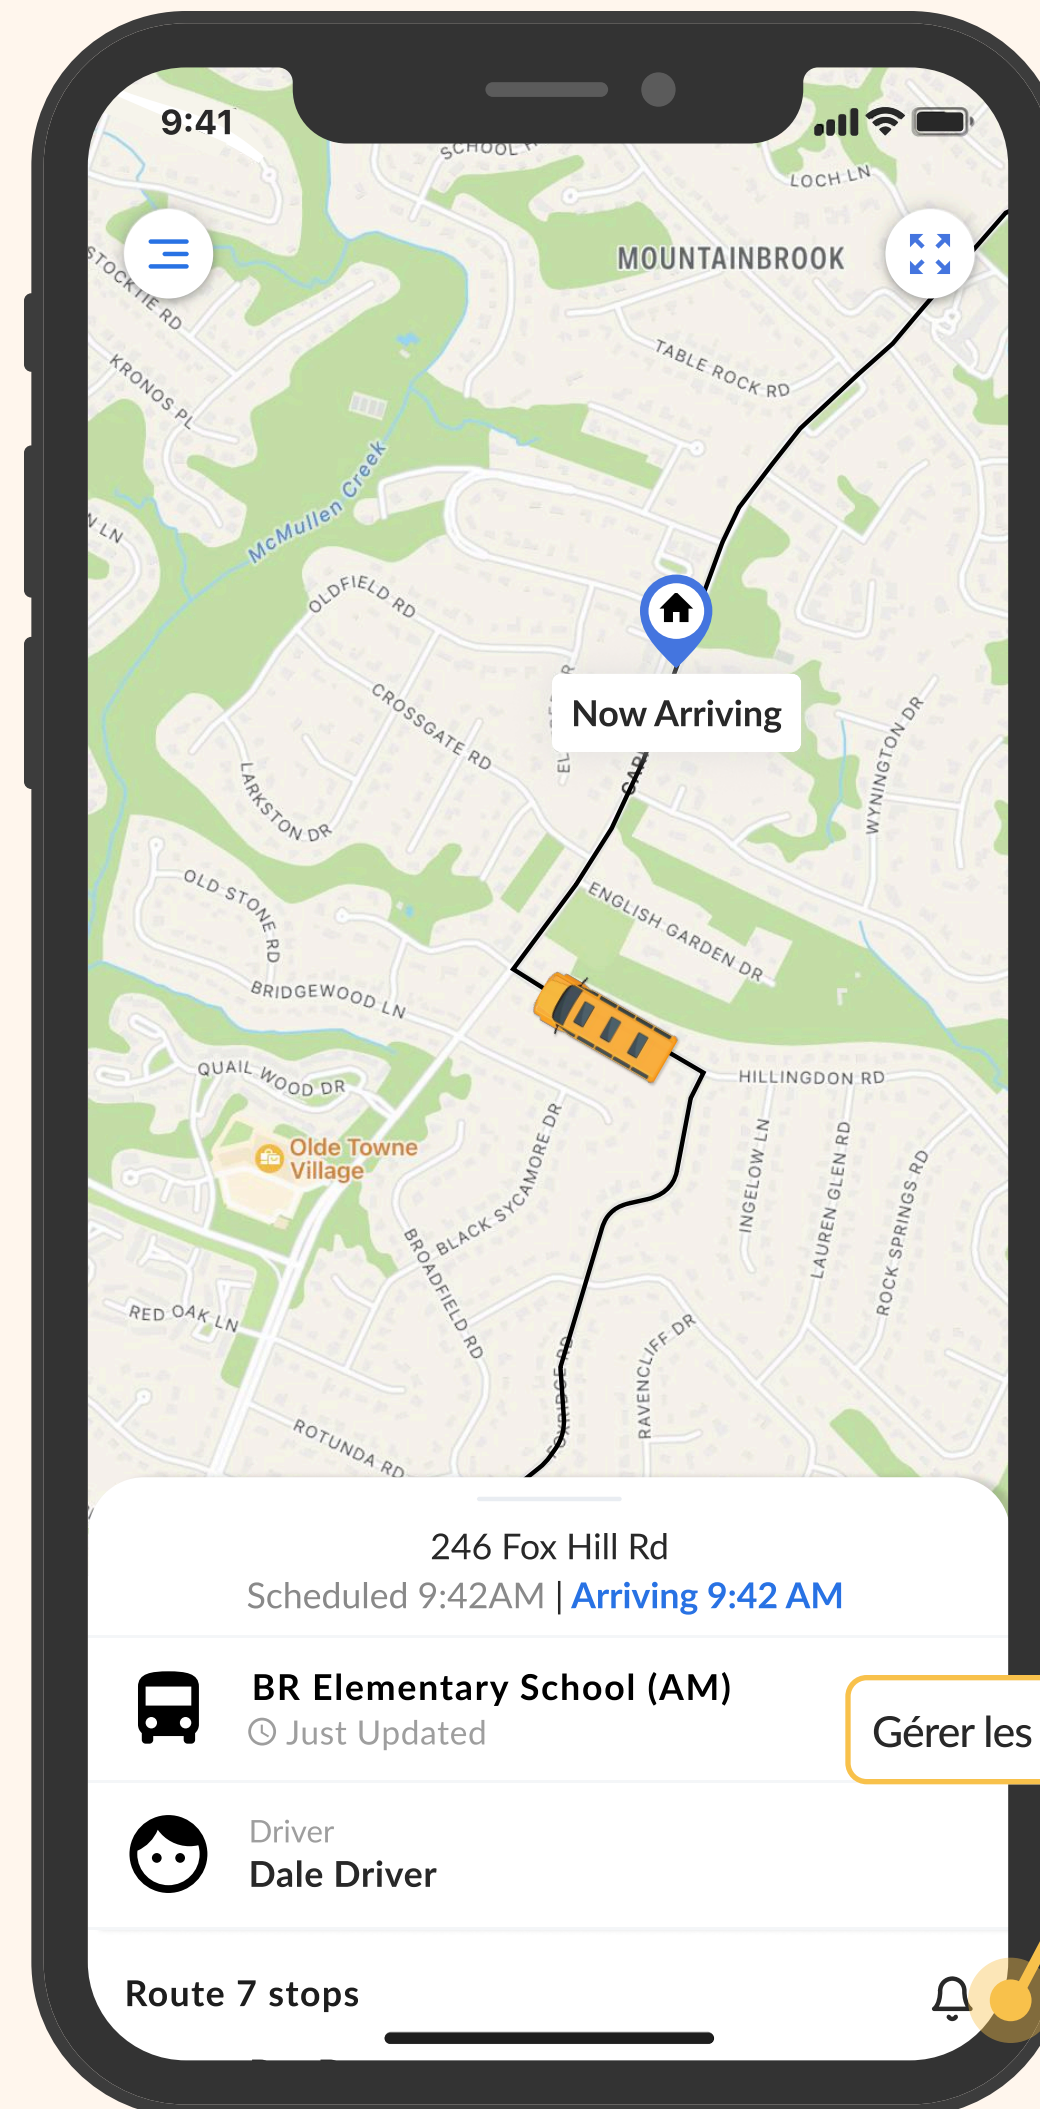 9:41
SCHOOL
LOCH LN
MOUNTAINBROOK
STOCKTIE RD
TABLE ROCK RD
KRONOS PL
McMullen Creek
LN
OLDFIELD RD
CROSSGATE RD
Now Arriving
WYNINGTON DR
LARKSTON DR
OLD STONE RD
ENGLISH GARDEN DR
BRIDGEWOOD LN
QUAIL WOOD DR
HILLINGDON RD
Olde Towne
Village
BLACK SYCAMORE DR
INGELOW LN
LAUREN GLEN RD
ROCK SPRINGS RD
BROADFIELD RD
RED OAK LN
RAVENCLIFF DR
FOXRIDGE RD
ROTUNDA RD
246 Fox Hill Rd
Scheduled 9:42AM | Arriving 9:42 AM
BR Elementary School (AM)
Just Updated
Gérer les
Driver
Dale Driver
Route 7 stops